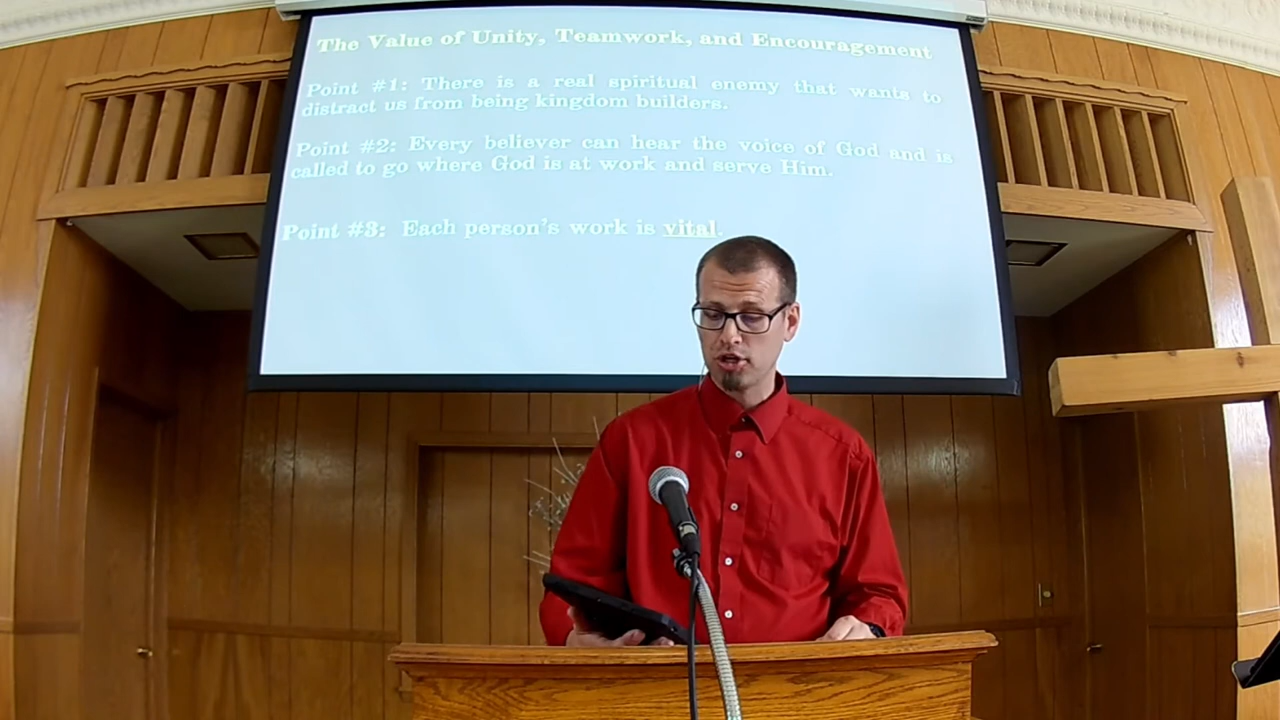 The Value of Unity, Teamwork, and Encouragement
Point #1: There is a real spiritual enemy that wants to
distract us from being kingdom builders.
Point #2: Every believer can hear the voice of God and is
called to go where God is at work and serve Him.
Point #3: Each person's work is vital.